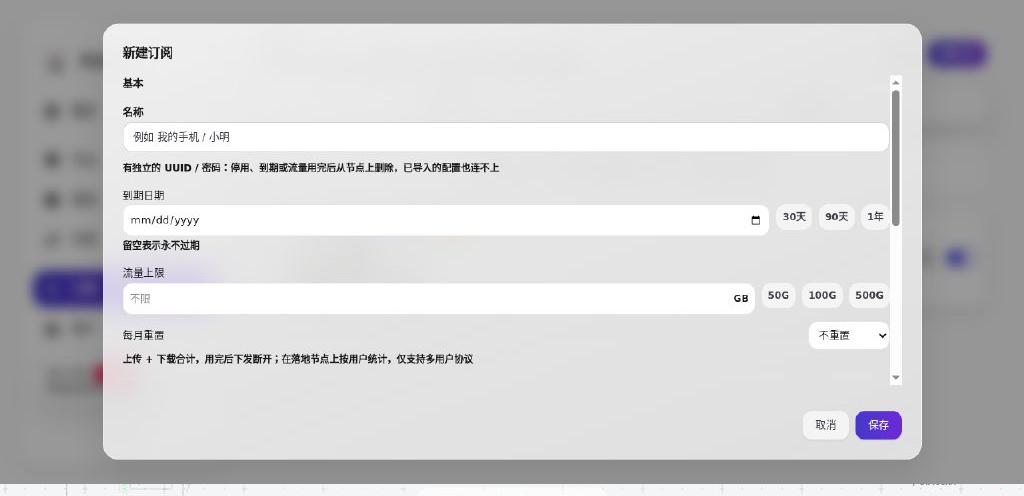 新建订阅
基本
名称
例如 我的手机 / 小明
有独立的 UUID / 密码：停用、到期或流量用完后从节点上删除，已导入的配置也连不上
到期日期
mm/dd/yyyy 30天 90天 1年
留空表示永不过期
流量上限
不限 GB 50G 100G 500G
每月重置 不重置
上传 + 下载合计，用完后下发断开；在落地节点上按用户统计，仅支持多用户协议
取消 保存